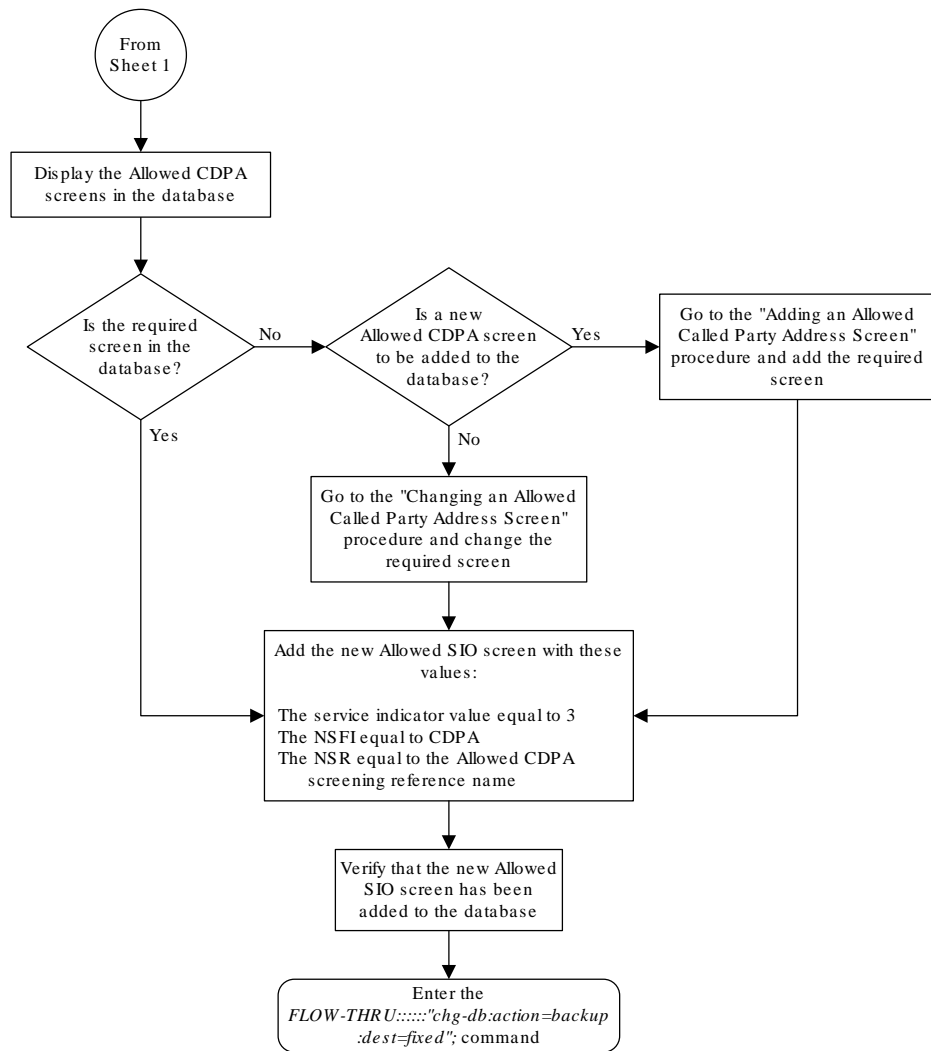 From
Sheet 1
Display the Allowed CDPA
screens in the database
Is the required
screen in the
database?
No
Yes
Is a new
Allowed CDPA screen
to be added to the
database?
Yes
No
Go to the "Adding an Allowed
Called Party Address Screen"
procedure and add the required
screen
Go to the "Changing an Allowed
Called Party Address Screen"
procedure and change the
required screen
Add the new Allowed SIO screen with these
values:
The service indicator value equal to 3
The NSFI equal to CDPA
The NSR equal to the Allowed CDPA
screening reference name
Verify that the new Allowed
SIO screen has been
added to the database
Enter the
FLOW-THRU::::::"chg-db:action=backup
:dest=fixed"; command